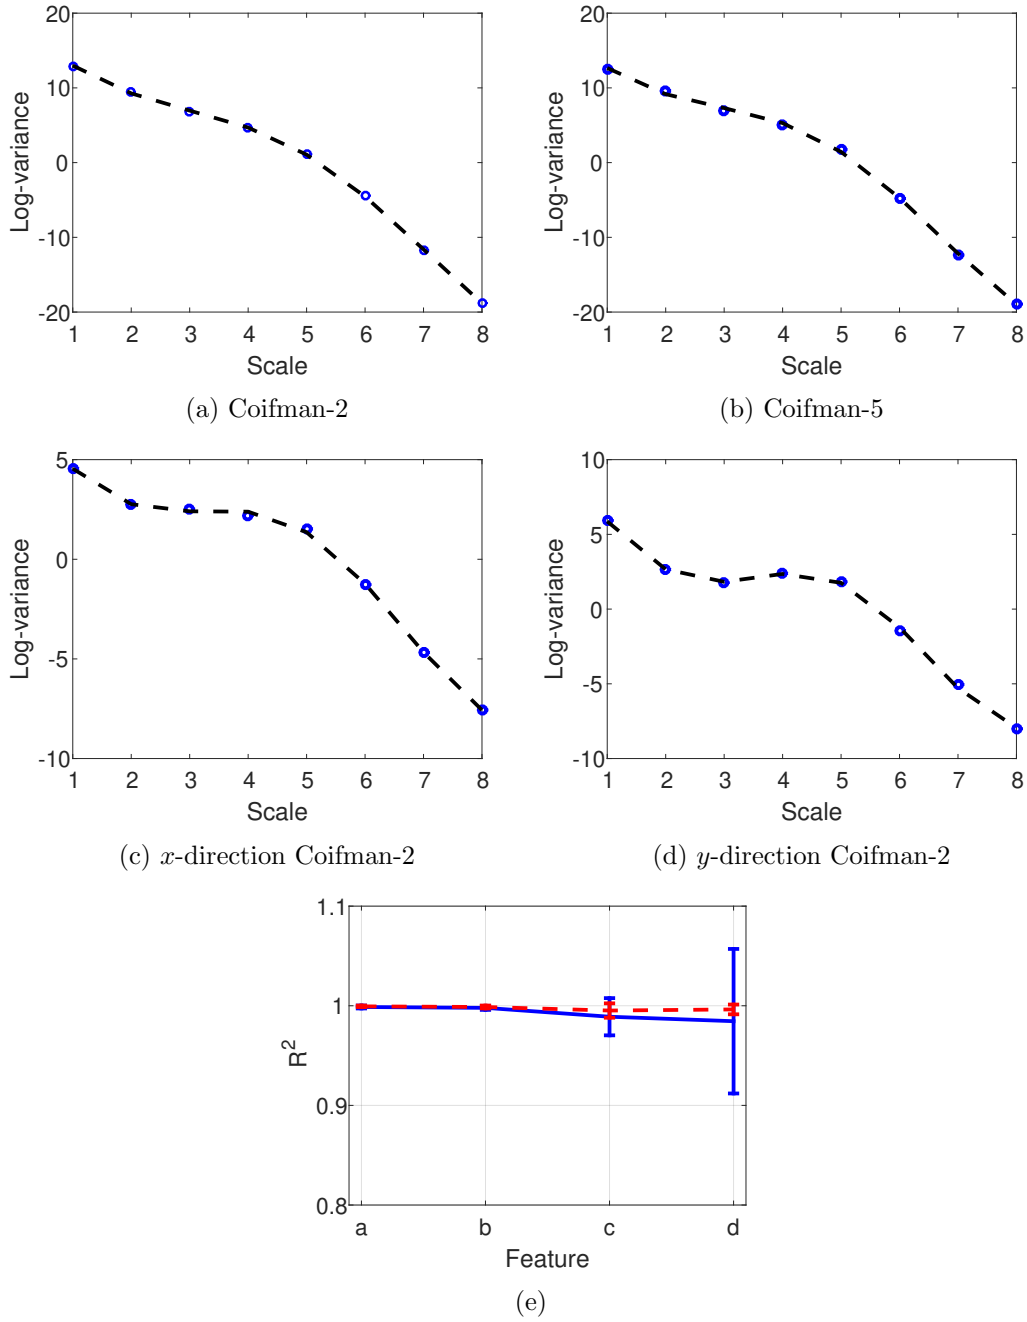 20
10
0
-10
-20
Log-variance
1 2 3 4 5 6 7 8
Scale
(a) Coifman-2
20
10
0
-10
-20
Log-variance
1 2 3 4 5 6 7 8
Scale
(b) Coifman-5
5
0
-5
-10
Log-variance
1 2 3 4 5 6 7 8
Scale
(c) x-direction Coifman-2
10
5
0
-5
-10
Log-variance
1 2 3 4 5 6 7 8
Scale
(d) y-direction Coifman-2
1.1
1
0.9
0.8
R²
a b c d
Feature
(e)